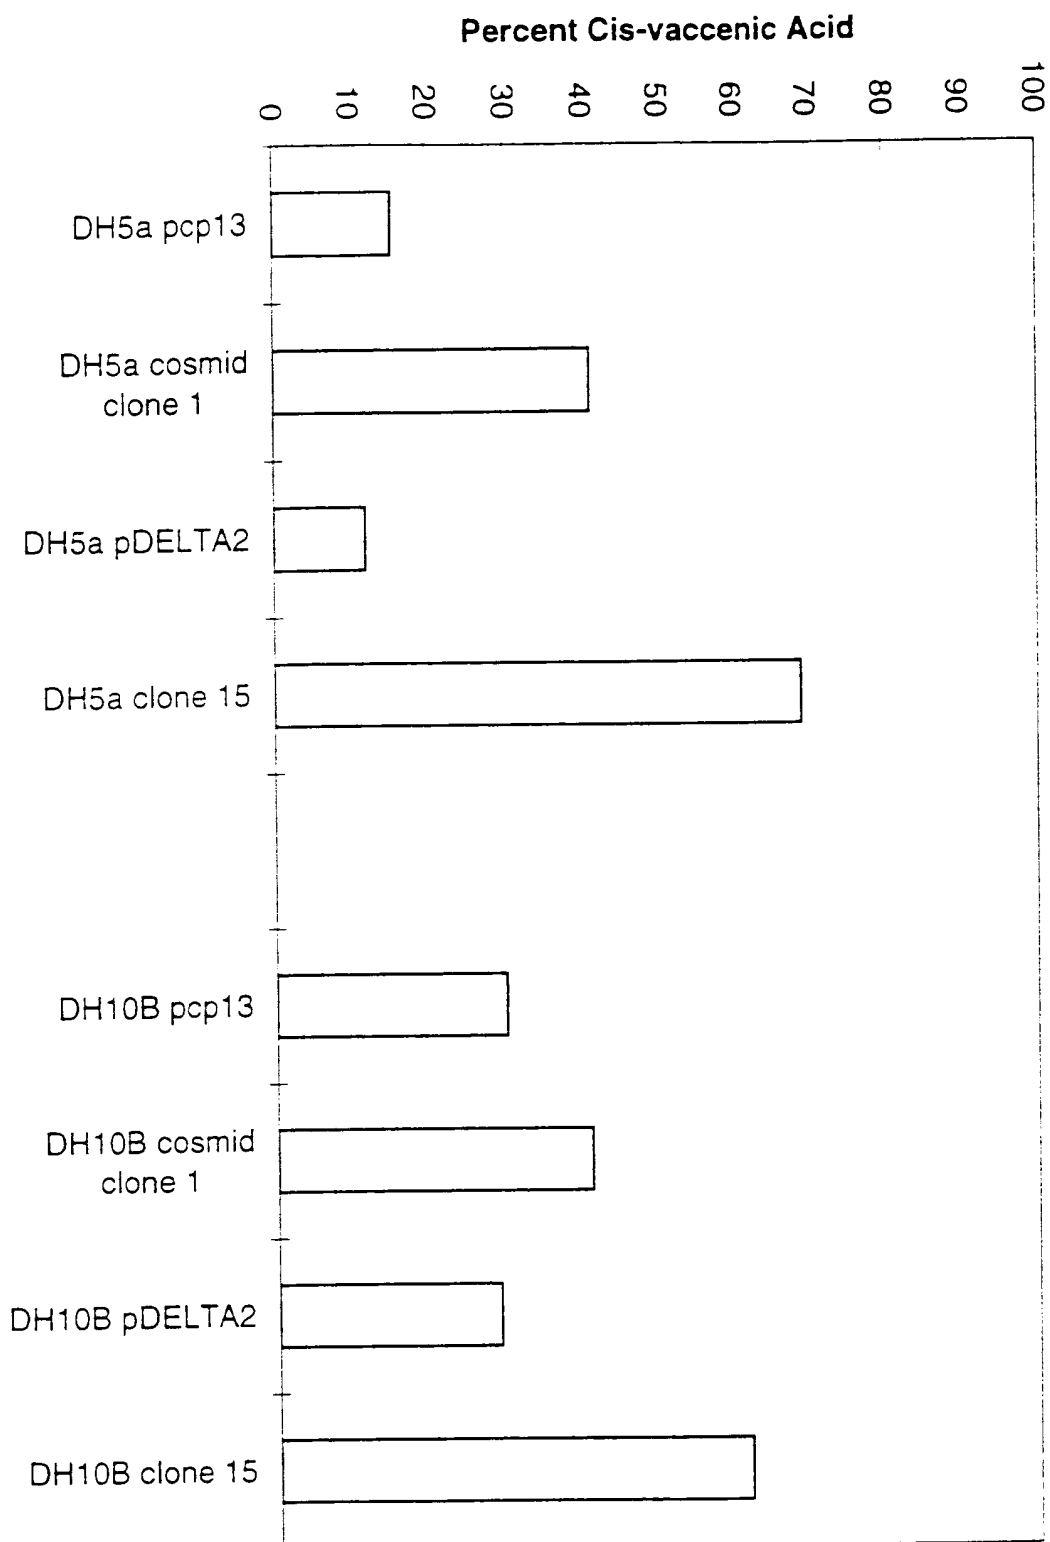 Percent Cis-vaccenic Acid
0
10
20
30
40
50
60
70
80
90
100
DH5a pcp13
DH5a cosmid
clone 1
DH5a pDELTA2
DH5a clone 15
DH10B pcp13
DH10B cosmid
clone 1
DH10B pDELTA2
DH10B clone 15